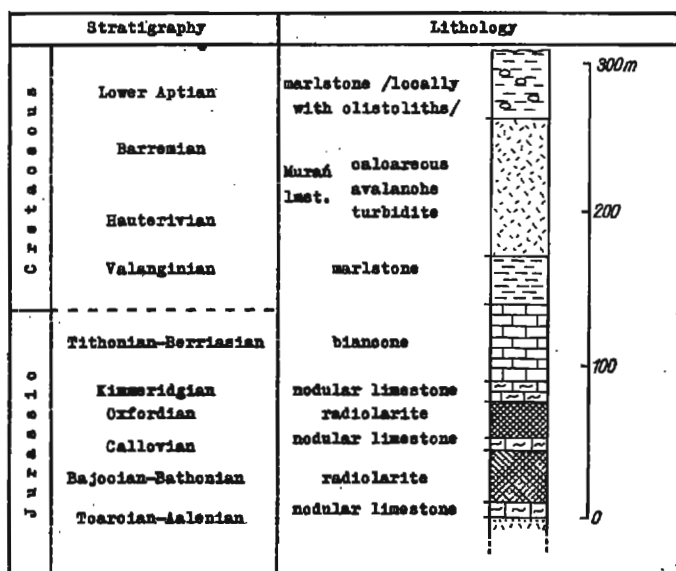 Stratigraphy Lithology
Cretaceous
Lower Aptian marlstone /locally with olistoliths/ 300m
Barremian
Murań lmst. calcareous avalanche turbidite
Hauterivian 200
Valanginian marlstone
Jurassic
Tithonian-Berriasian biancone
100
Kimmeridgian nodular limestone
Oxfordian radiolarite
Callovian nodular limestone
Bajocian-Bathonian radiolarite
Toarcian-Aalenian nodular limestone 0